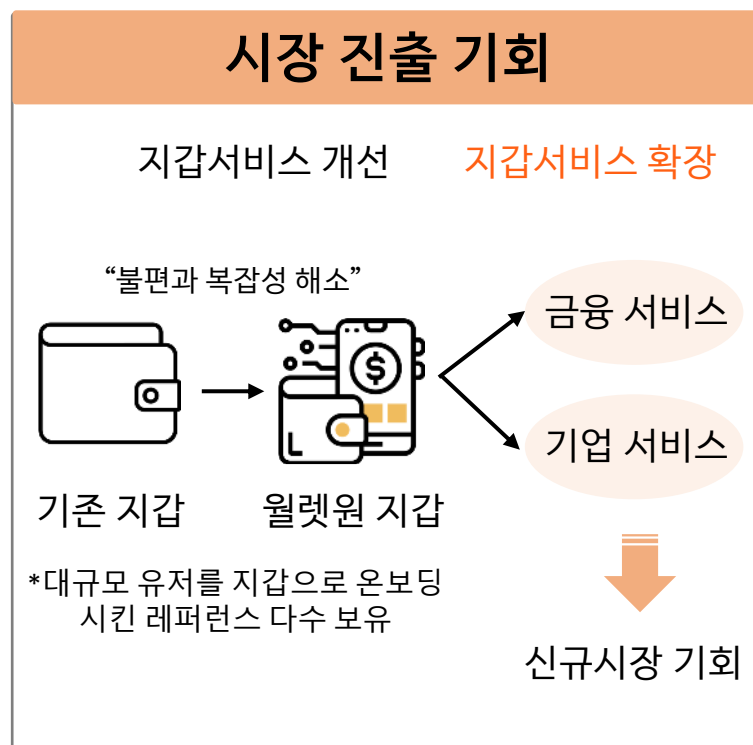 시장 진출 기회
지갑서비스 개선
지갑서비스 확장
“불편과 복잡성 해소”
기존 지갑
월렛원 지갑
*대규모 유저를 지갑으로 온보딩
시킨 레퍼런스 다수 보유
금융 서비스
기업 서비스
신규시장 기회